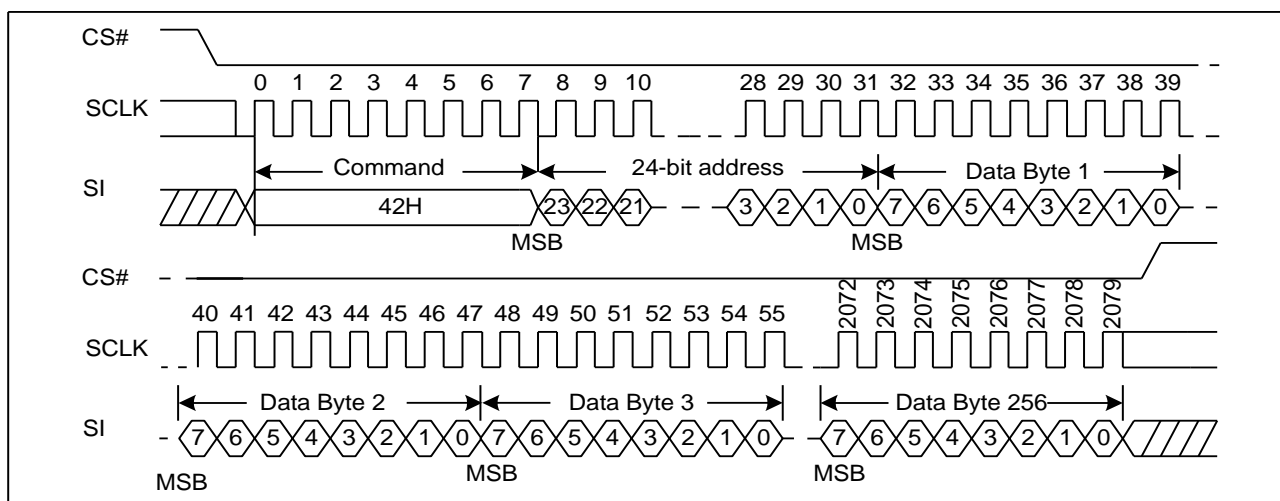 CS#
0 1 2 3 4 5 6 7 8 9 10 28 29 30 31 32 33 34 35 36 37 38 39
SCLK
Command 24-bit address Data Byte 1
SI
42H 23 22 21 3 2 1 0 7 6 5 4 3 2 1 0
MSB MSB
CS#
40 41 42 43 44 45 46 47 48 49 50 51 52 53 54 55 2072 2073 2074 2075 2076 2077 2078 2079
SCLK
Data Byte 2 Data Byte 3 Data Byte 256
SI
7 6 5 4 3 2 1 0 7 6 5 4 3 2 1 0 7 6 5 4 3 2 1 0
MSB MSB MSB